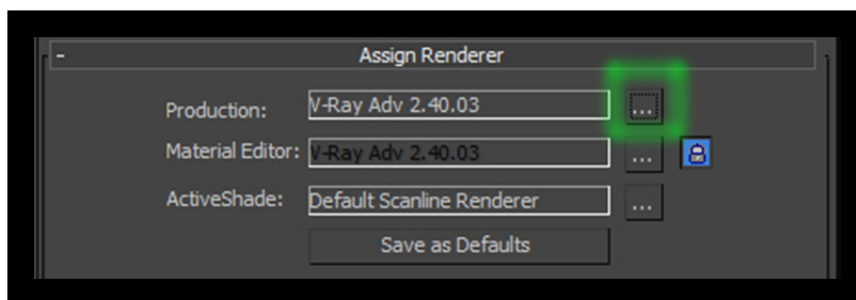 - Assign Renderer
Production: V-Ray Adv 2.40.03 ...
Material Editor: V-Ray Adv 2.40.03 ...
ActiveShade: Default Scanline Renderer ...
Save as Defaults